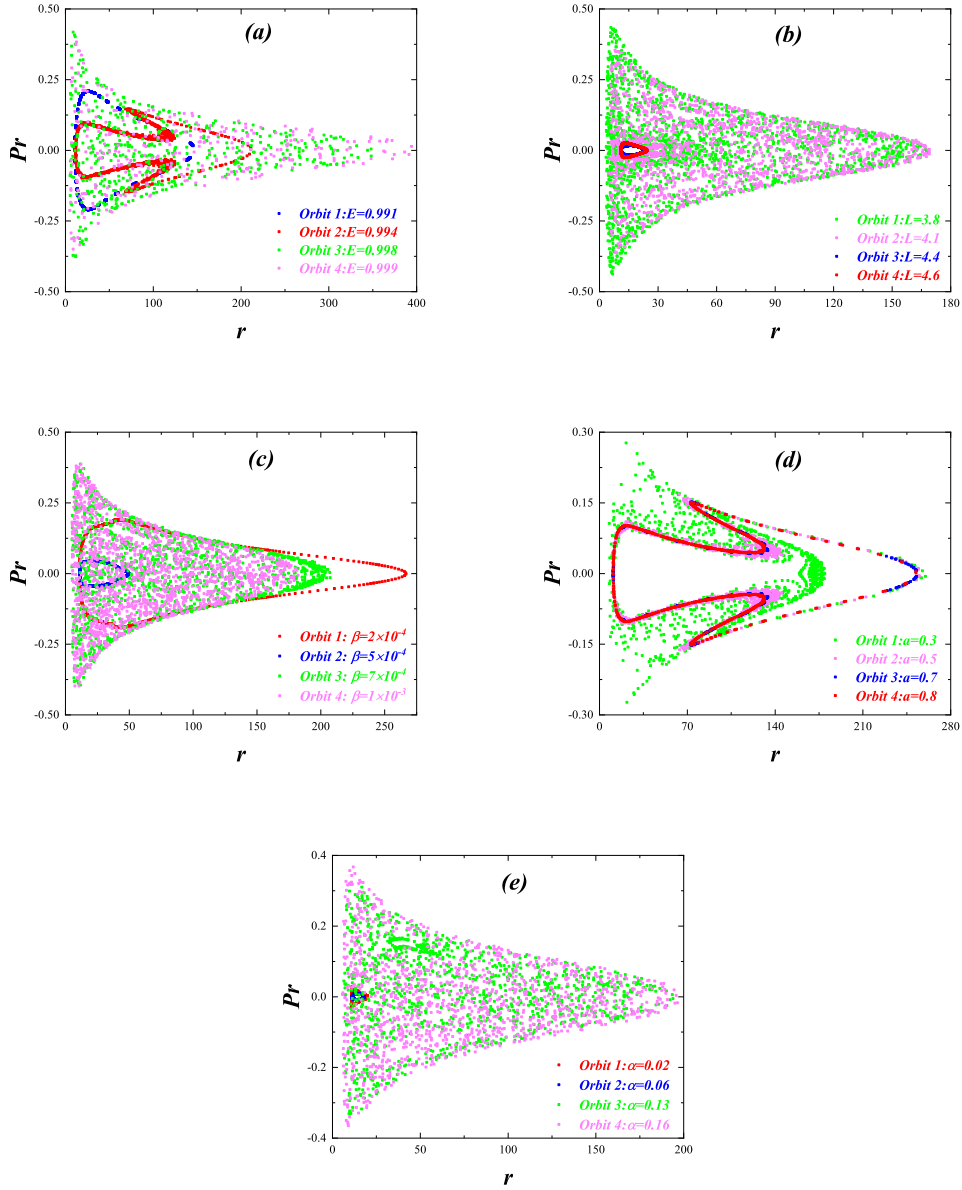 (a)
0.50
0.25
0.00
-0.25
-0.50
Pr
Orbit 1:E=0.991
Orbit 2:E=0.994
Orbit 3:E=0.998
Orbit 4:E=0.999
0 100 200 300 400
r
(b)
0.50
0.25
0.00
-0.25
-0.50
Pr
Orbit 1:L=3.8
Orbit 2:L=4.1
Orbit 3:L=4.4
Orbit 4:L=4.6
0 30 60 90 120 150 180
r
(c)
0.50
0.25
0.00
-0.25
-0.50
Pr
Orbit 1: β=2×10⁻⁴
Orbit 2: β=5×10⁻⁴
Orbit 3: β=7×10⁻⁴
Orbit 4: β=1×10⁻³
0 50 100 150 200 250
r
(d)
0.30
0.15
0.00
-0.15
-0.30
Pr
Orbit 1:a=0.3
Orbit 2:a=0.5
Orbit 3:a=0.7
Orbit 4:a=0.8
0 70 140 210 280
r
(e)
0.4
0.2
0.0
-0.2
-0.4
Pr
Orbit 1:α=0.02
Orbit 2:α=0.06
Orbit 3:α=0.13
Orbit 4:α=0.16
0 50 100 150 200
r